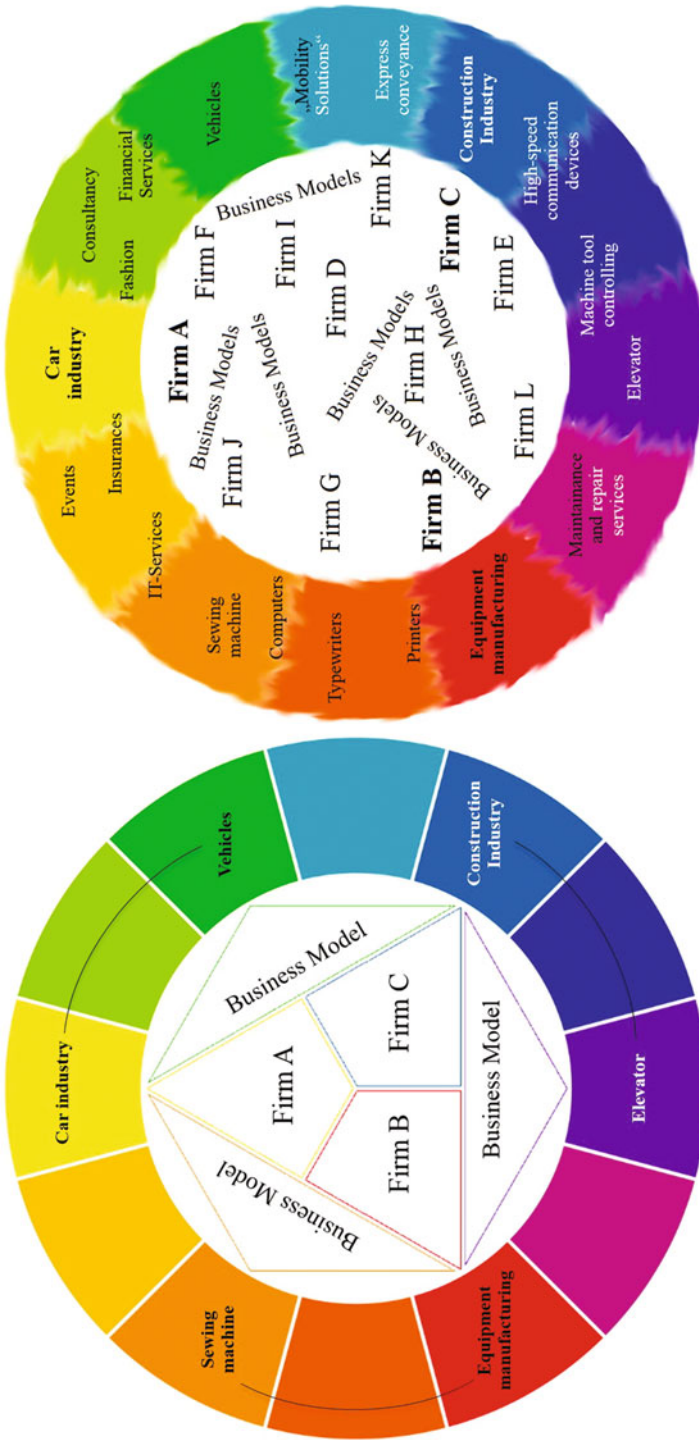 Car industry
Vehicles
Construction
Industry
Elevator
Equipment
manufacturing
Sewing
machine
Business Model
Business Model
Business Model
Firm A
Firm B
Firm C
Car
industry
Fashion
Consultancy
Financial
Services
Vehicles
„Mobility
Solutions“
Express
conveyance
Construction
Industry
High-speed
communication
devices
Machine tool
controlling
Elevator
Maintainance
and repair
services
Equipment
manufacturing
Printers
Typewriters
Computers
Sewing
machine
IT-Services
Insurances
Events
Firm A
Firm F
Business Models
Business Models
Firm J
Firm I
Business Models
Firm K
Firm D
Firm G
Business Models
Firm H
Firm C
Business Models
Business Models
Firm B
Firm E
Firm L